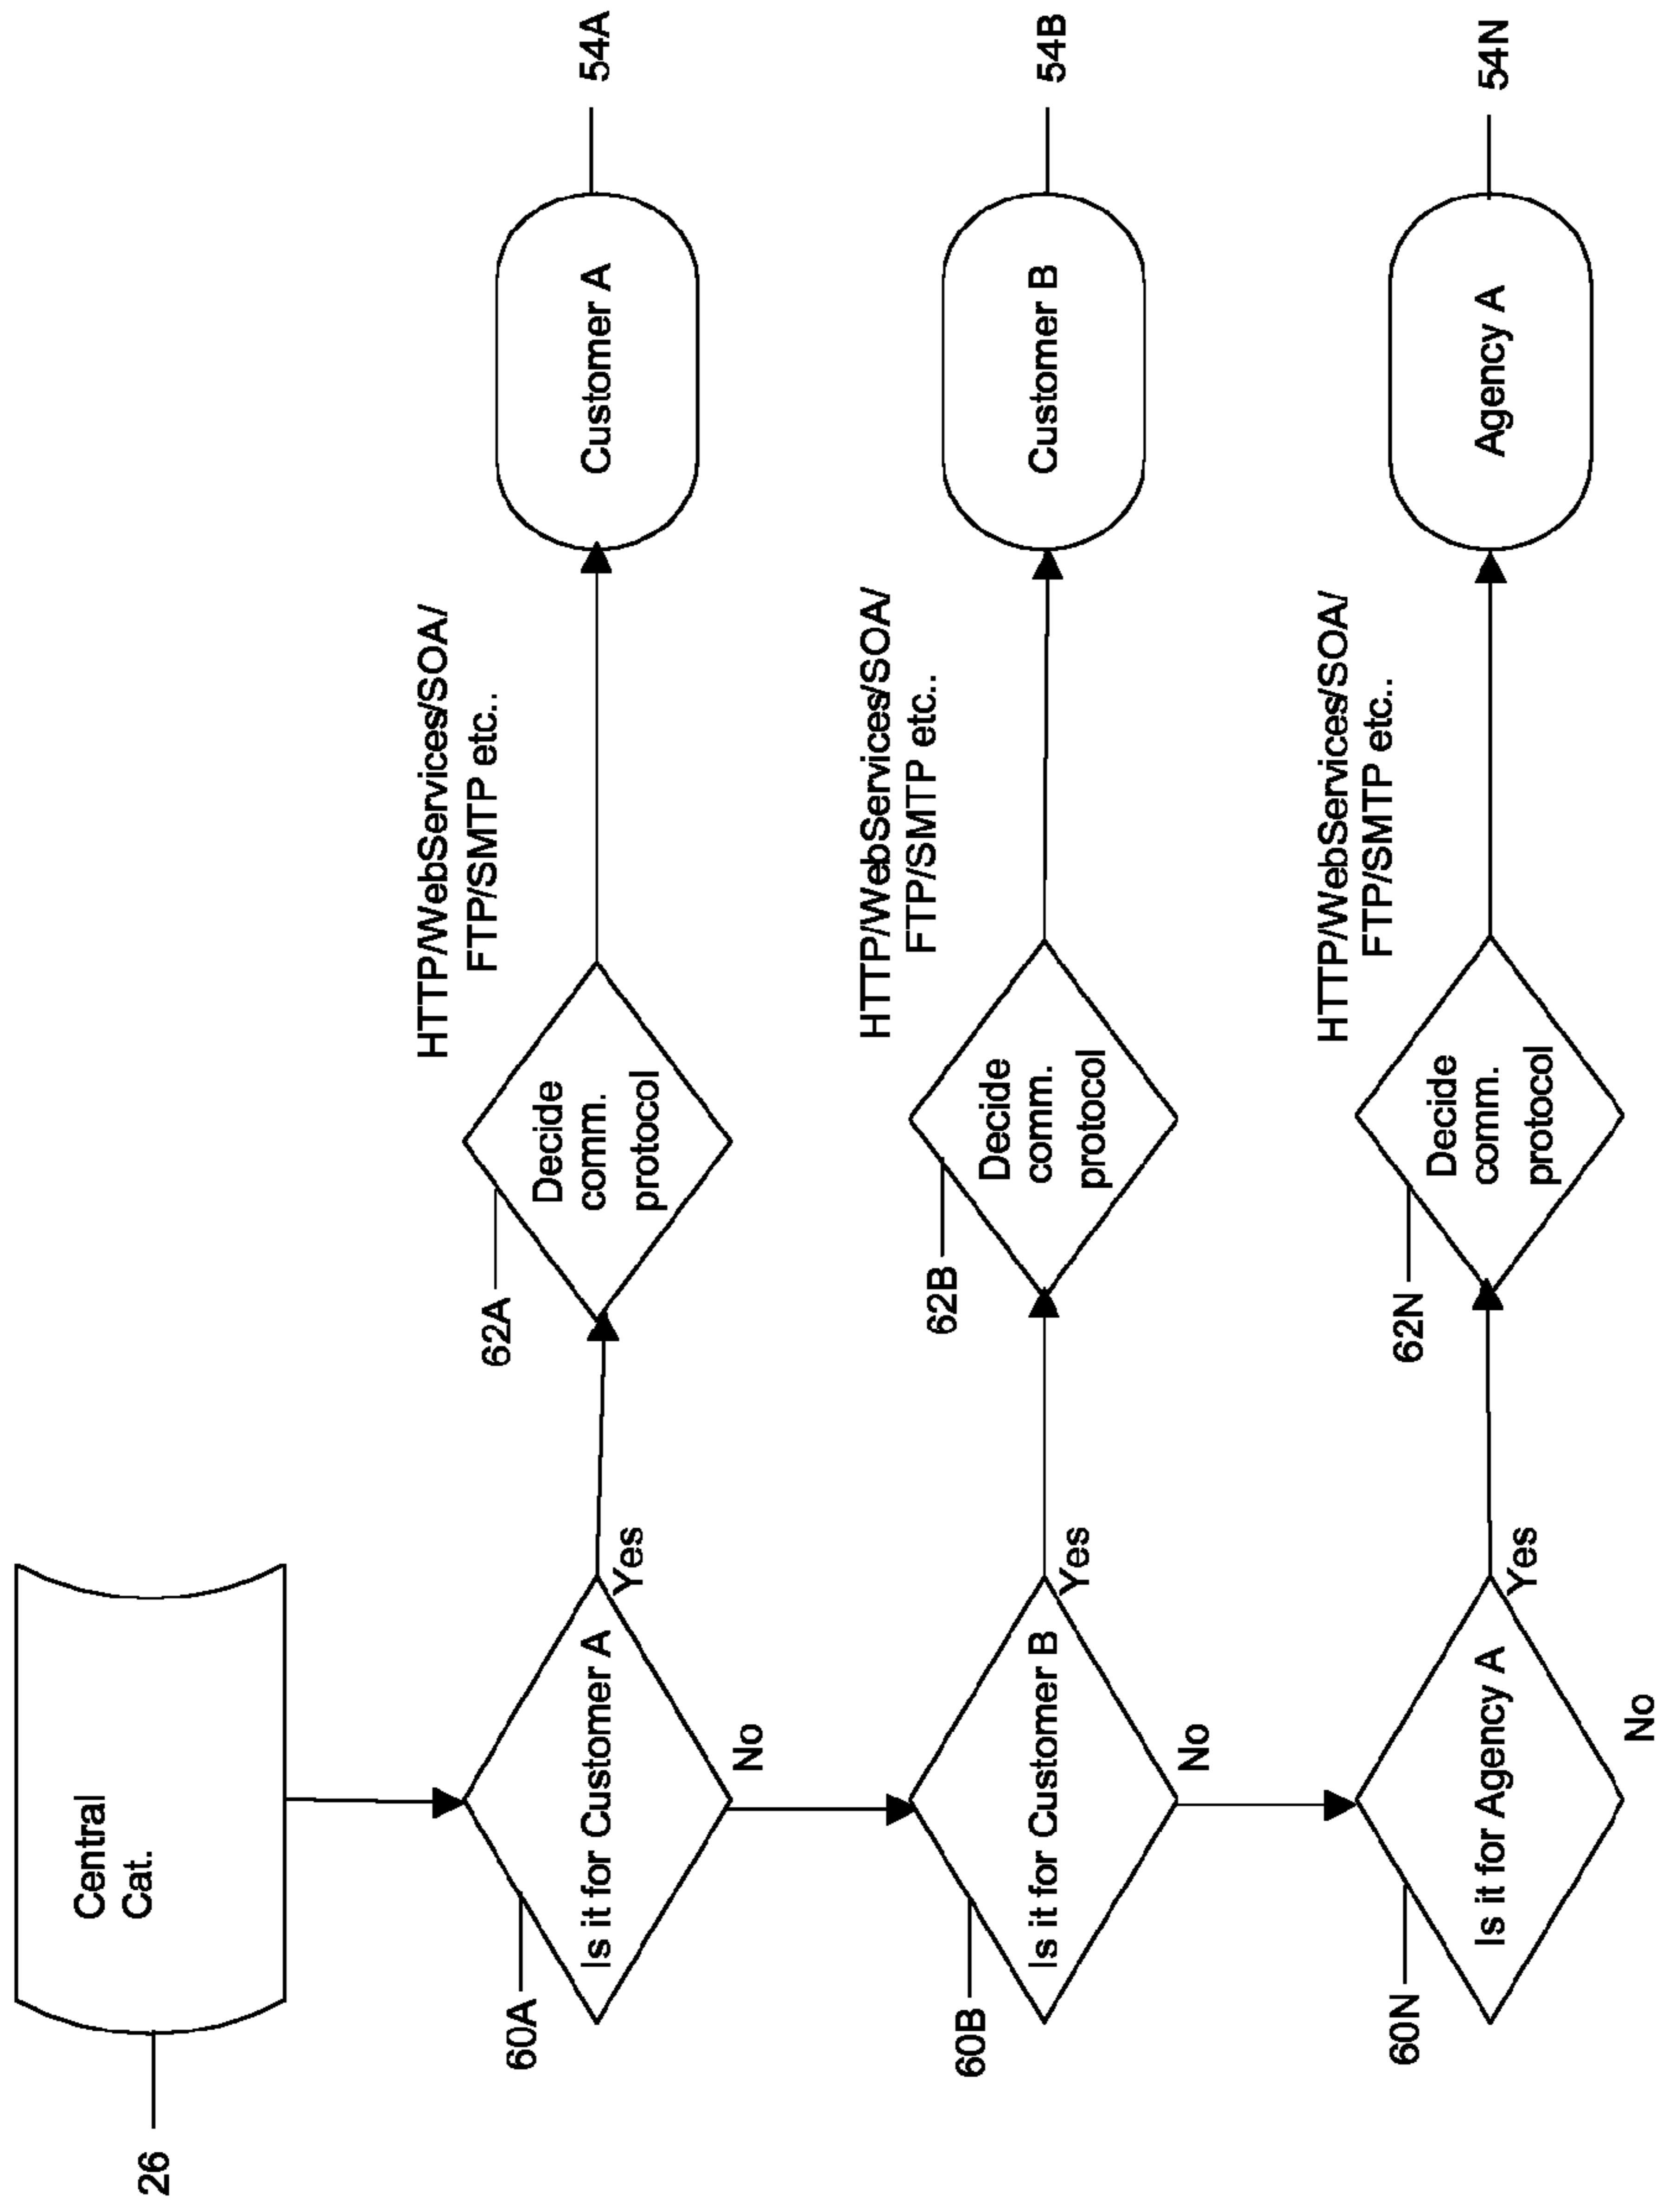 26
Central
Cat.
60A
Is it for Customer A
Yes
No
62A
Decide
comm.
protocol
HTTP/WebServices/SOA/
FTP/SMTP etc..
Customer A
54A
60B
Is it for Customer B
Yes
No
62B
Decide
comm.
protocol
HTTP/WebServices/SOA/
FTP/SMTP etc..
Customer B
54B
60N
Is it for Agency A
Yes
No
62N
Decide
comm.
protocol
HTTP/WebServices/SOA/
FTP/SMTP etc..
Agency A
54N